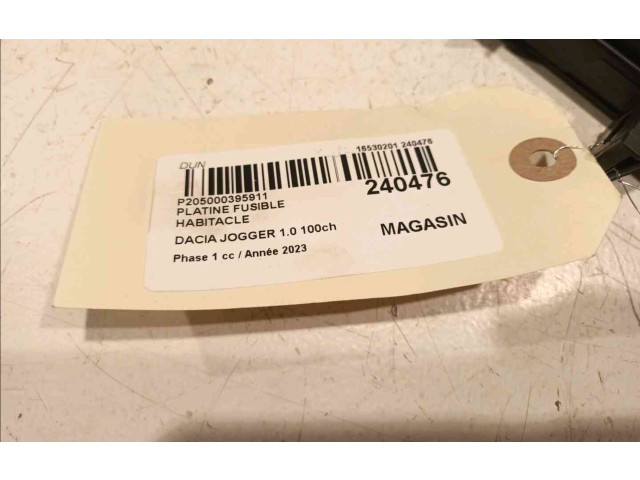 DUN 16530201 240476
P205000395911 240476
PLATINE FUSIBLE
HABITACLE
DACIA JOGGER 1.0 100ch MAGASIN
Phase 1 cc / Année 2023